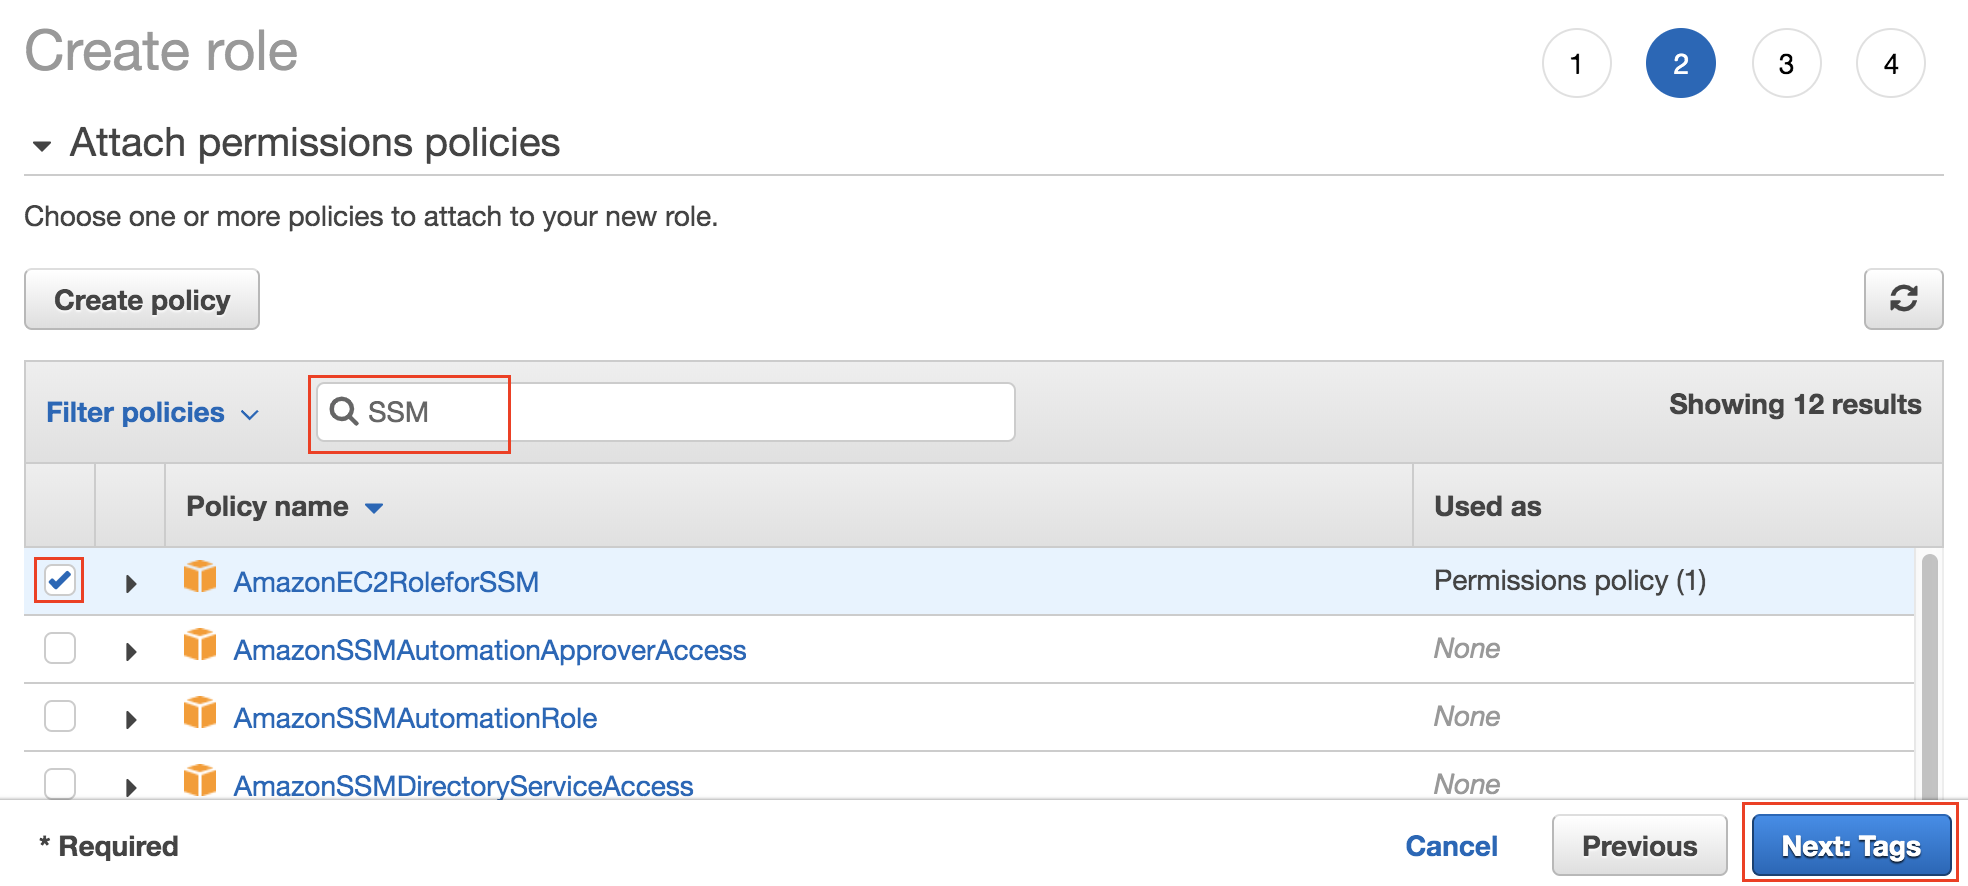 Create role
1 2 3 4
Attach permissions policies
Choose one or more policies to attach to your new role.
Create policy
Filter policies SSM Showing 12 results
Policy name Used as
AmazonEC2RoleforSSM Permissions policy (1)
AmazonSSMAutomationApproverAccess None
AmazonSSMAutomationRole None
AmazonSSMDirectoryServiceAccess None
* Required Cancel Previous Next: Tags